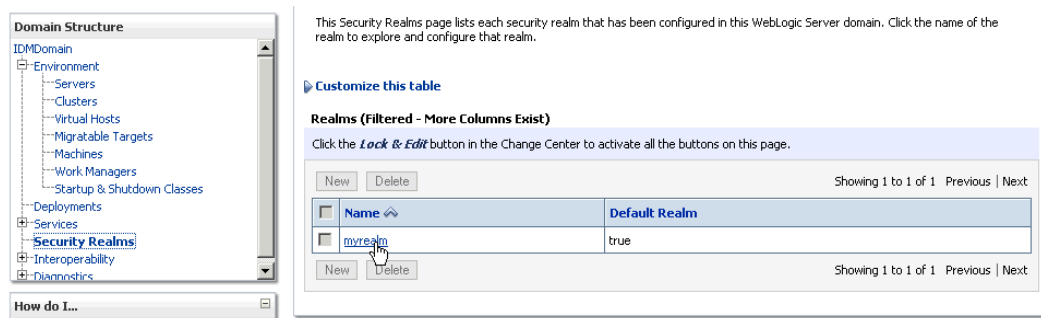 Domain Structure
IDMDomain
Environment
Servers
Clusters
Virtual Hosts
Migratable Targets
Machines
Work Managers
Startup & Shutdown Classes
Deployments
Services
Security Realms
Interoperability
Diagnostics
How do I...
This Security Realms page lists each security realm that has been configured in this WebLogic Server domain. Click the name of the
realm to explore and configure that realm.
Customize this table
Realms (Filtered - More Columns Exist)
Click the Lock & Edit button in the Change Center to activate all the buttons on this page.
New Delete Showing 1 to 1 of 1 Previous | Next
Name Default Realm
myrealm true
New Delete Showing 1 to 1 of 1 Previous | Next